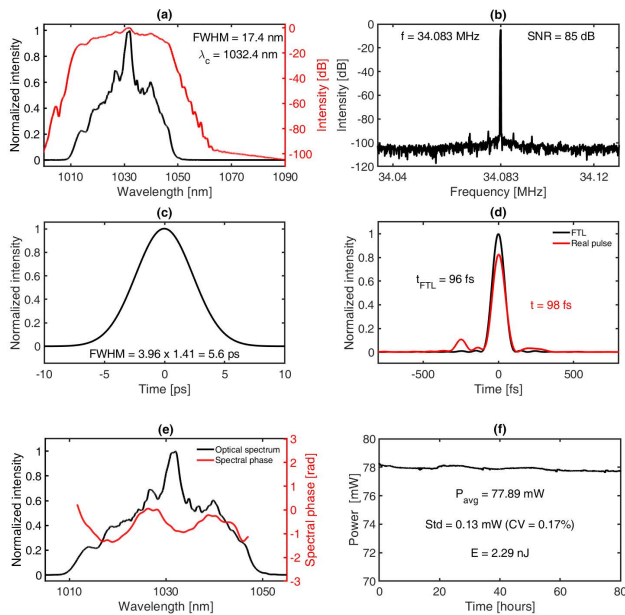 (a)
Normalized intensity
1
0.8
0.6
0.4
0.2
0
FWHM = 17.4 nm
λc = 1032.4 nm
0
-20
-40
-60
-80
-100
Intensity [dB]
1010 1030 1050 1070 1090
Wavelength [nm]
(b)
Intensity [dB]
0
-20
-40
-60
-80
-100
-120
f = 34.083 MHz
SNR = 85 dB
34.04 34.083 34.12
Frequency [MHz]
(c)
Normalized intensity
1
0.8
0.6
0.4
0.2
0
FWHM = 3.96 x 1.41 = 5.6 ps
-10 -5 0 5 10
Time [ps]
(d)
Normalized intensity
1
0.8
0.6
0.4
0.2
0
FTL
Real pulse
tFTL = 96 fs
t = 98 fs
-500 0 500
Time [fs]
(e)
Normalized intensity
1
0.8
0.6
0.4
0.2
0
Optical spectrum
Spectral phase
3
2
1
0
-1
-2
-3
Spectral phase [rad]
1010 1030 1050
Wavelength [nm]
(f)
Power [mW]
80
78
76
74
72
70
Pavg = 77.89 mW
Std = 0.13 mW (CV = 0.17%)
E = 2.29 nJ
0 20 40 60 80
Time [hours]